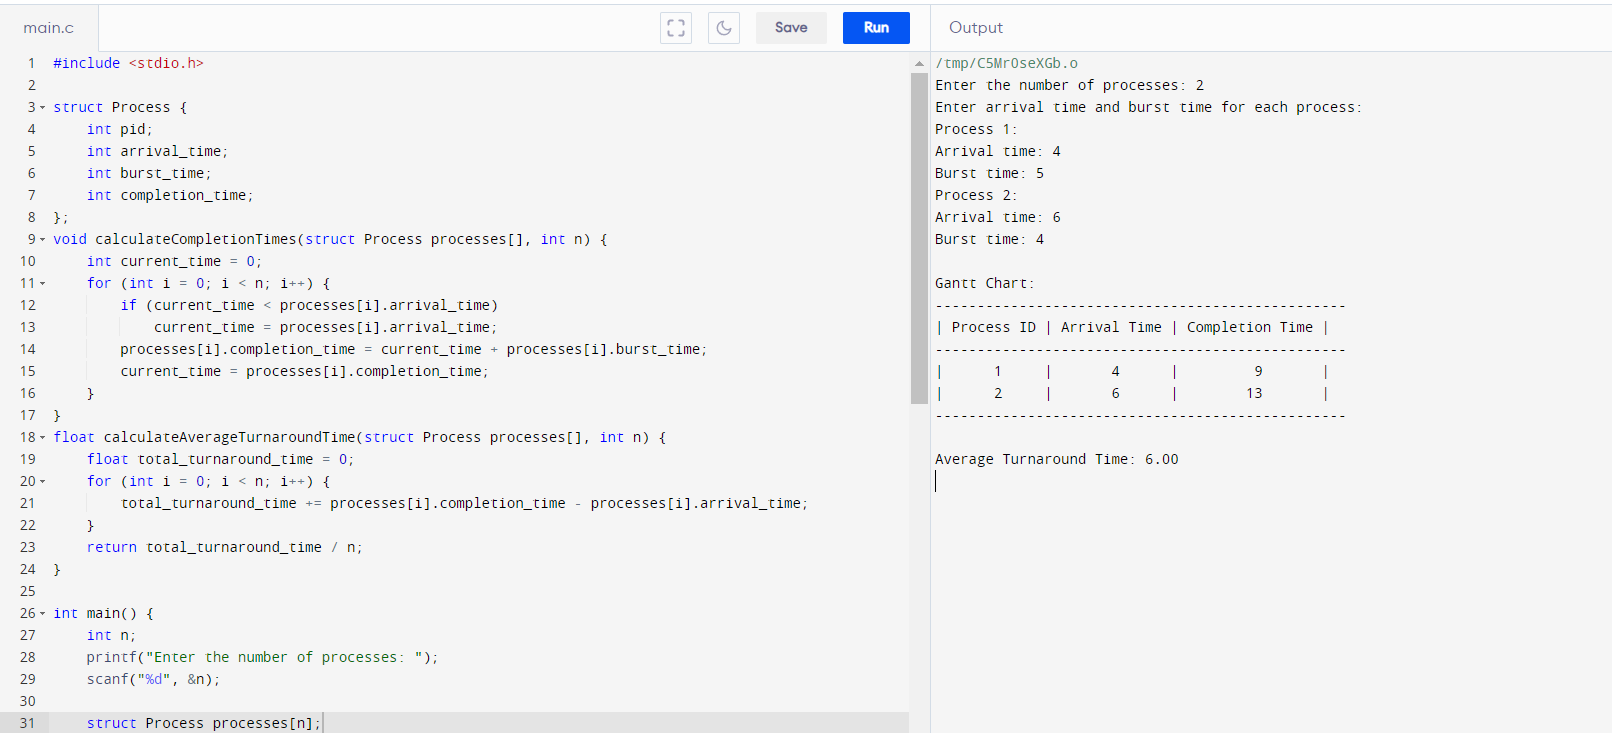 main.c
Save
Run
Output
1 #include <stdio.h>
2
3 struct Process {
4     int pid;
5     int arrival_time;
6     int burst_time;
7     int completion_time;
8 };
9 void calculateCompletionTimes(struct Process processes[], int n) {
10     int current_time = 0;
11     for (int i = 0; i < n; i++) {
12         if (current_time < processes[i].arrival_time)
13             current_time = processes[i].arrival_time;
14         processes[i].completion_time = current_time + processes[i].burst_time;
15         current_time = processes[i].completion_time;
16     }
17 }
18 float calculateAverageTurnaroundTime(struct Process processes[], int n) {
19     float total_turnaround_time = 0;
20     for (int i = 0; i < n; i++) {
21         total_turnaround_time += processes[i].completion_time - processes[i].arrival_time;
22     }
23     return total_turnaround_time / n;
24 }
25
26 int main() {
27     int n;
28     printf("Enter the number of processes: ");
29     scanf("%d", &n);
30
31     struct Process processes[n];
/tmp/C5MrOseXGb.o
Enter the number of processes: 2
Enter arrival time and burst time for each process:
Process 1:
Arrival time: 4
Burst time: 5
Process 2:
Arrival time: 6
Burst time: 4

Gantt Chart:
-------------------------------------------------
| Process ID | Arrival Time | Completion Time |
-------------------------------------------------
|      1     |       4      |         9       |
|      2     |       6      |        13       |
-------------------------------------------------

Average Turnaround Time: 6.00